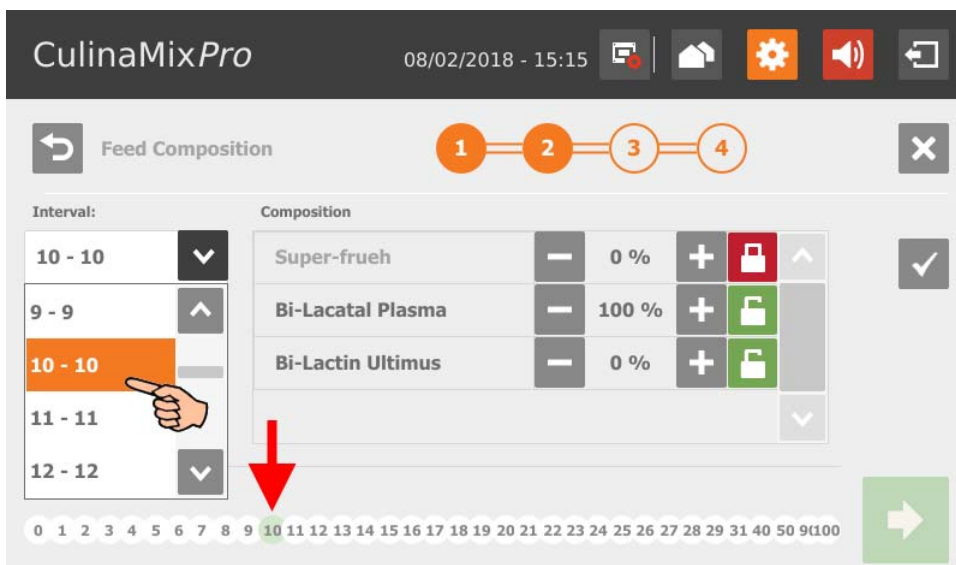 CulinaMixPro 08/02/2018 - 15:15
Feed Composition 1 2 3 4
Interval: Composition
10 - 10 Super-frueh 0 %
9 - 9 Bi-Lacatal Plasma 100 %
10 - 10 Bi-Lactin Ultimus 0 %
11 - 11
12 - 12
0 1 2 3 4 5 6 7 8 9 10 11 12 13 14 15 16 17 18 19 20 21 22 23 24 25 26 27 28 29 31 40 50 90 100